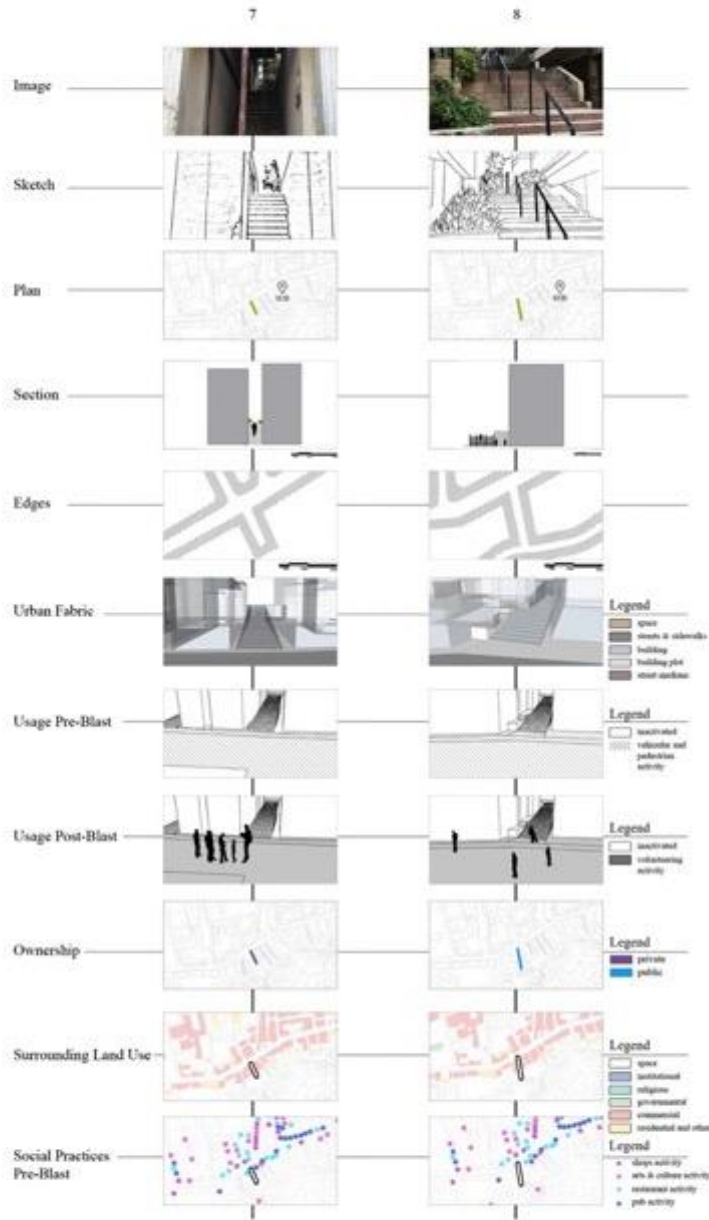 7 8
Image
Sketch
Plan
Section
Edges
Urban Fabric
Legend
space
streets & sidewalks
building
building plot
street medians
Usage Pre-Blast
Legend
inactivated
vehicular and
pedestrian
activity
Usage Post-Blast
Legend
inactivated
volunteering
activity
Ownership
Legend
private
public
Surrounding Land Use
Legend
space
institutional
religious
governmental
commercial
residential and other
Social Practices
Pre-Blast
Legend
shops activity
arts & culture activity
restaurant activity
pub activity